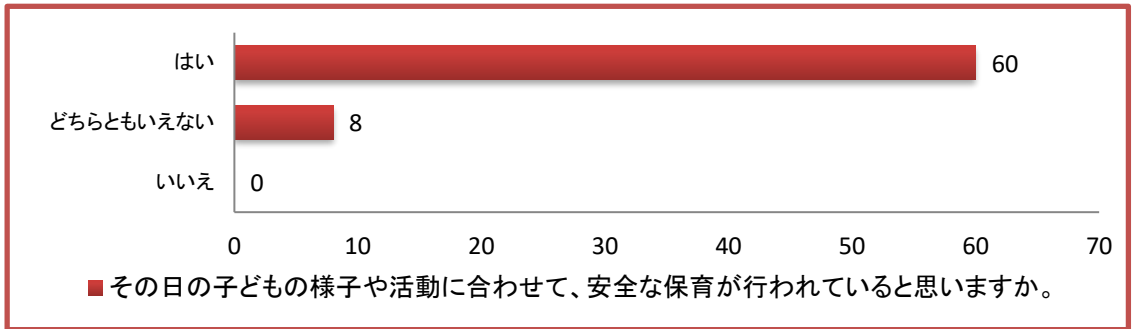 はい 60
どちらともいえない 8
いいえ 0
0 10 20 30 40 50 60 70
その日の子どもの様子や活動に合わせて、安全な保育が行われていると思いますか。